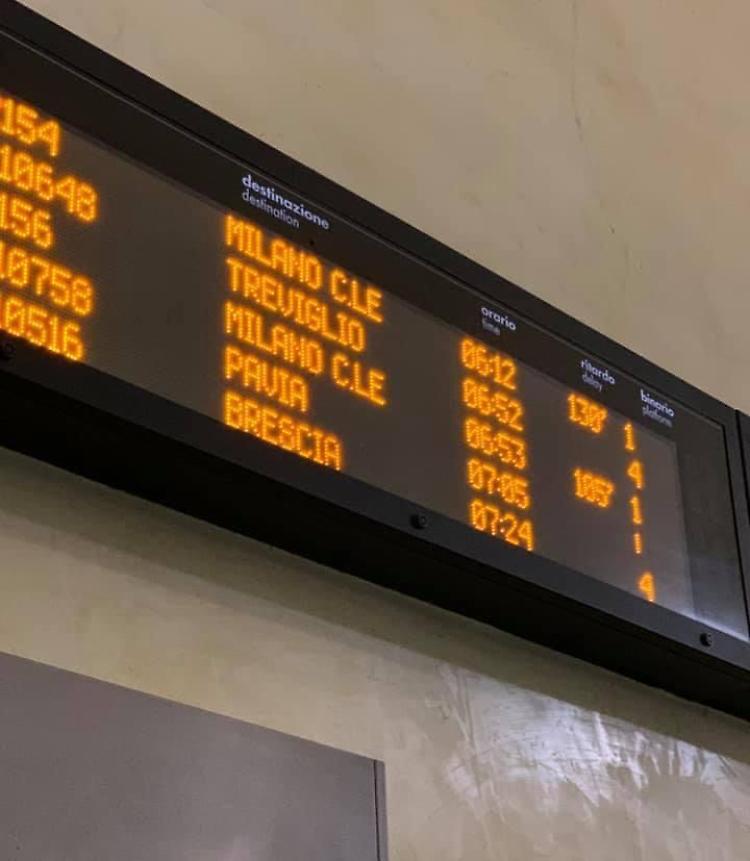 destinazione orario ritardo binario
destination time delay platform
154 MILANO C.LE 06:12 130' 1
10648 TREVIGLIO 06:52 4
156 MILANO C.LE 06:53 105' 1
10758 PAVIA 07:05 1
10516 BRESCIA 07:24 4